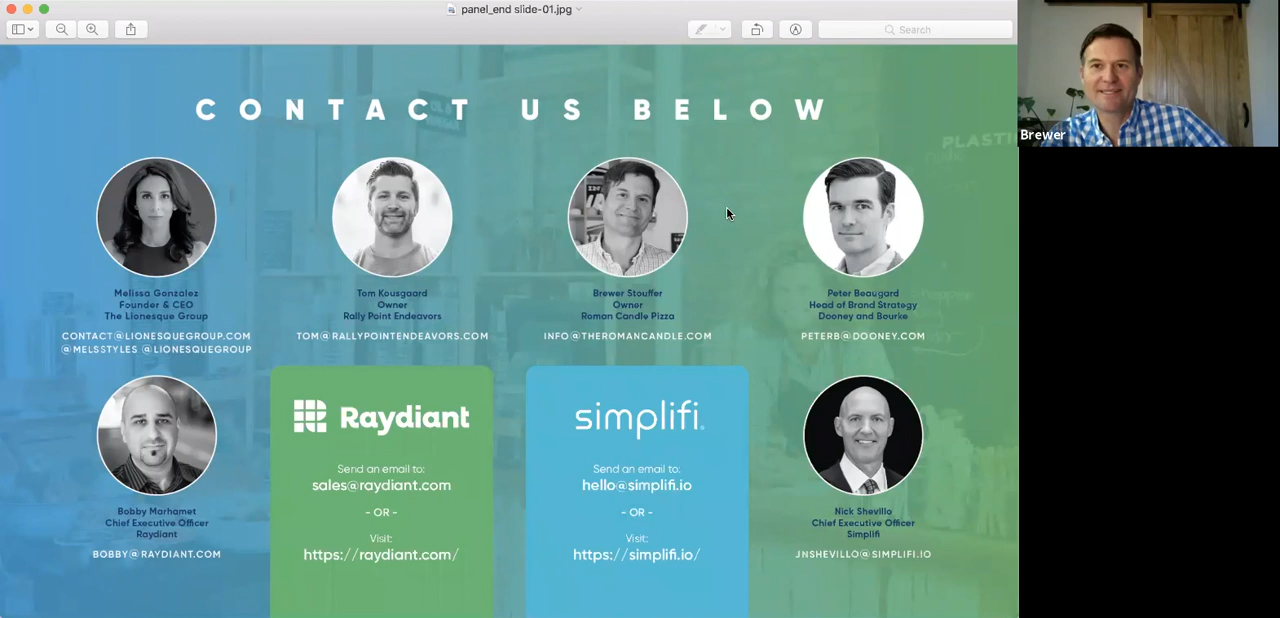 panel_end slide-01.jpg
Search
CONTACT US BELOW
Brewer
Melissa Gonzalez
Founder & CEO
The Lionesque Group
CONTACT@LIONESQUEGROUP.COM
@MELSSTYLES @LIONESQUEGROUP
Tom Kousgaard
Owner
Rally Point Endeavors
TOM@RALLYPOINTENDEAVORS.COM
Brewer Stouffer
Owner
Roman Candle Pizza
INFO@THEROMANCANDLE.COM
Peter Beaugard
Head of Brand Strategy
Dooney and Bourke
PETERB@DOONEY.COM
Bobby Marhamet
Chief Executive Officer
Raydiant
BOBBY@RAYDIANT.COM
Raydiant
Send an email to:
sales@raydiant.com
- OR -
Visit:
https://raydiant.com/
simplifi
Send an email to:
hello@simplifi.io
- OR -
Visit:
https://simplifi.io/
Nick Shevillo
Chief Executive Officer
Simplifi
JNSHEVILLO@SIMPLIFI.IO